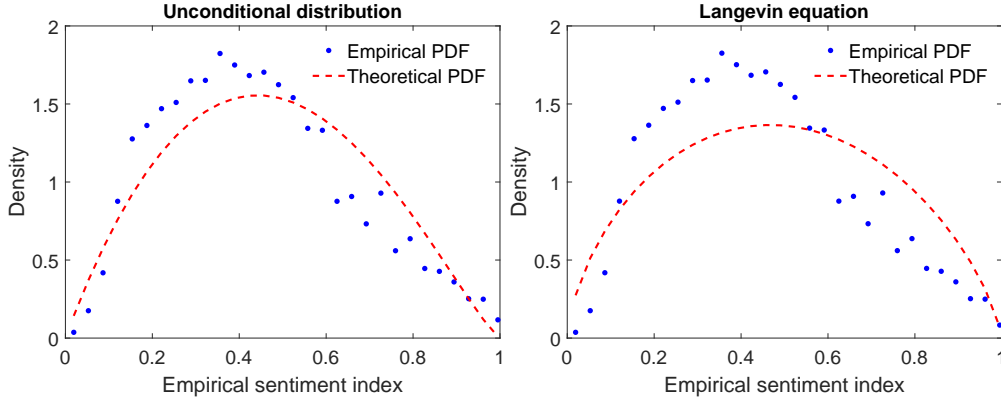 Unconditional distribution
2
1.5
1
0.5
0
Density
Empirical PDF
Theoretical PDF
0 0.2 0.4 0.6 0.8 1
Empirical sentiment index
Langevin equation
2
1.5
1
0.5
0
Density
Empirical PDF
Theoretical PDF
0 0.2 0.4 0.6 0.8 1
Empirical sentiment index